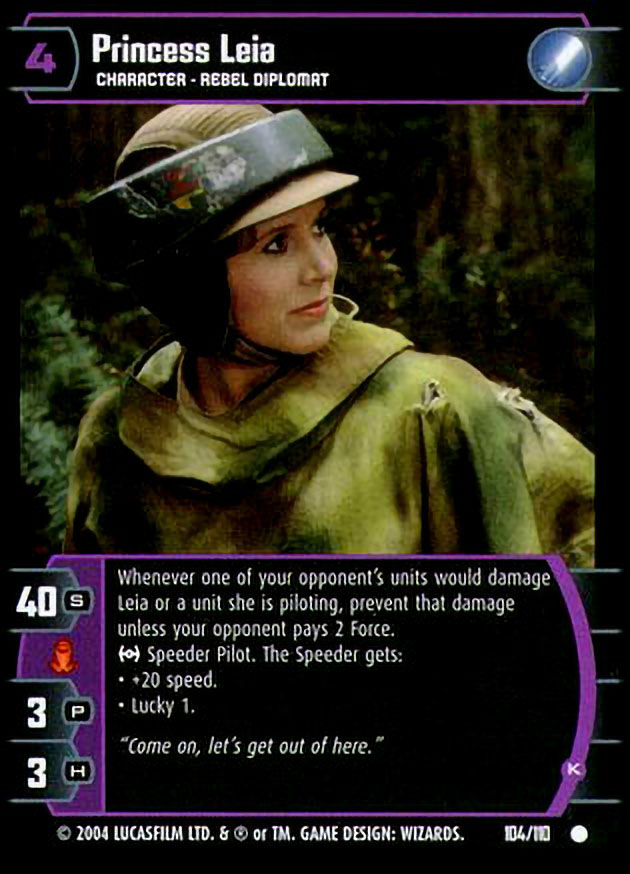 4
Princess Leia
CHARACTER - REBEL DIPLOMAT
Whenever one of your opponent's units would damage
Leia or a unit she is piloting, prevent that damage
unless your opponent pays 2 Force.
Speeder Pilot. The Speeder gets:
• +20 speed.
• Lucky 1.
"Come on, let's get out of here."
40 S
3 P
3 H
K
© 2004 LUCASFILM LTD. & ® or TM. GAME DESIGN: WIZARDS. 104/110